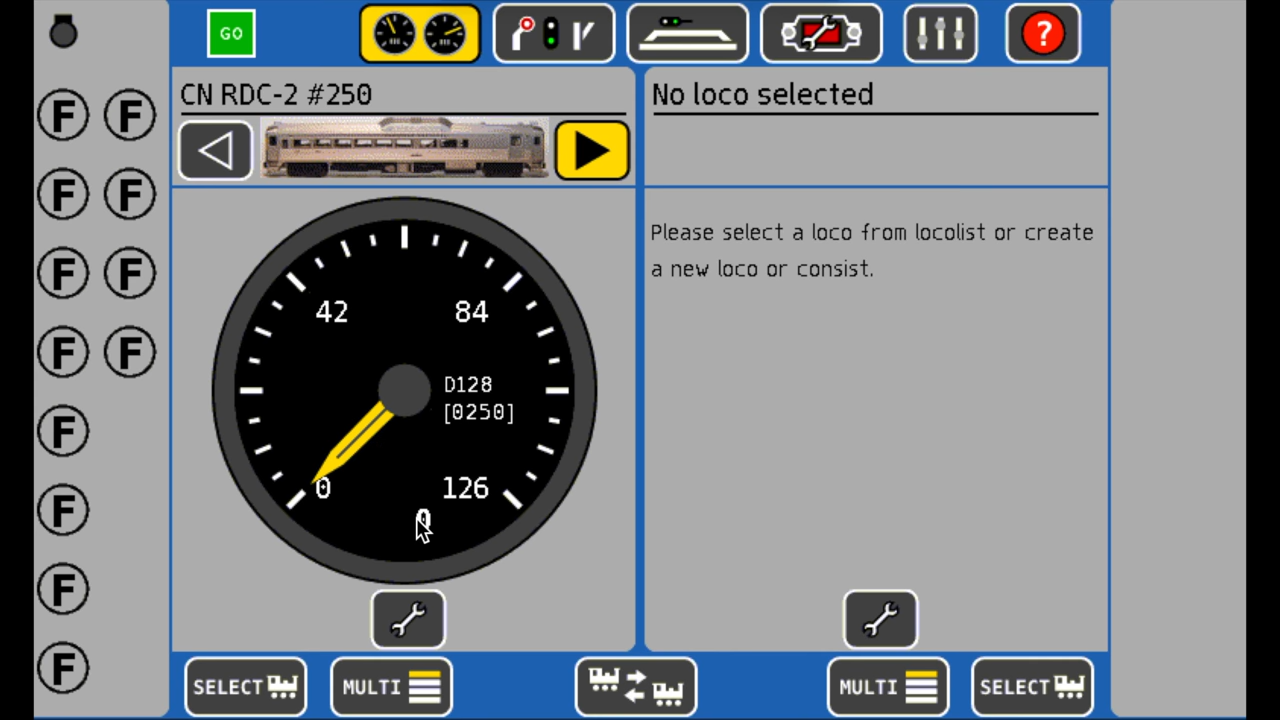 GO
?
CN RDC-2 #250
No loco selected
F F
F F
F F
F F
F
F
F
F
Please select a loco from locolist or create
a new loco or consist.
42 84
D128
[0250]
0 126
0
SELECT
MULTI
MULTI
SELECT